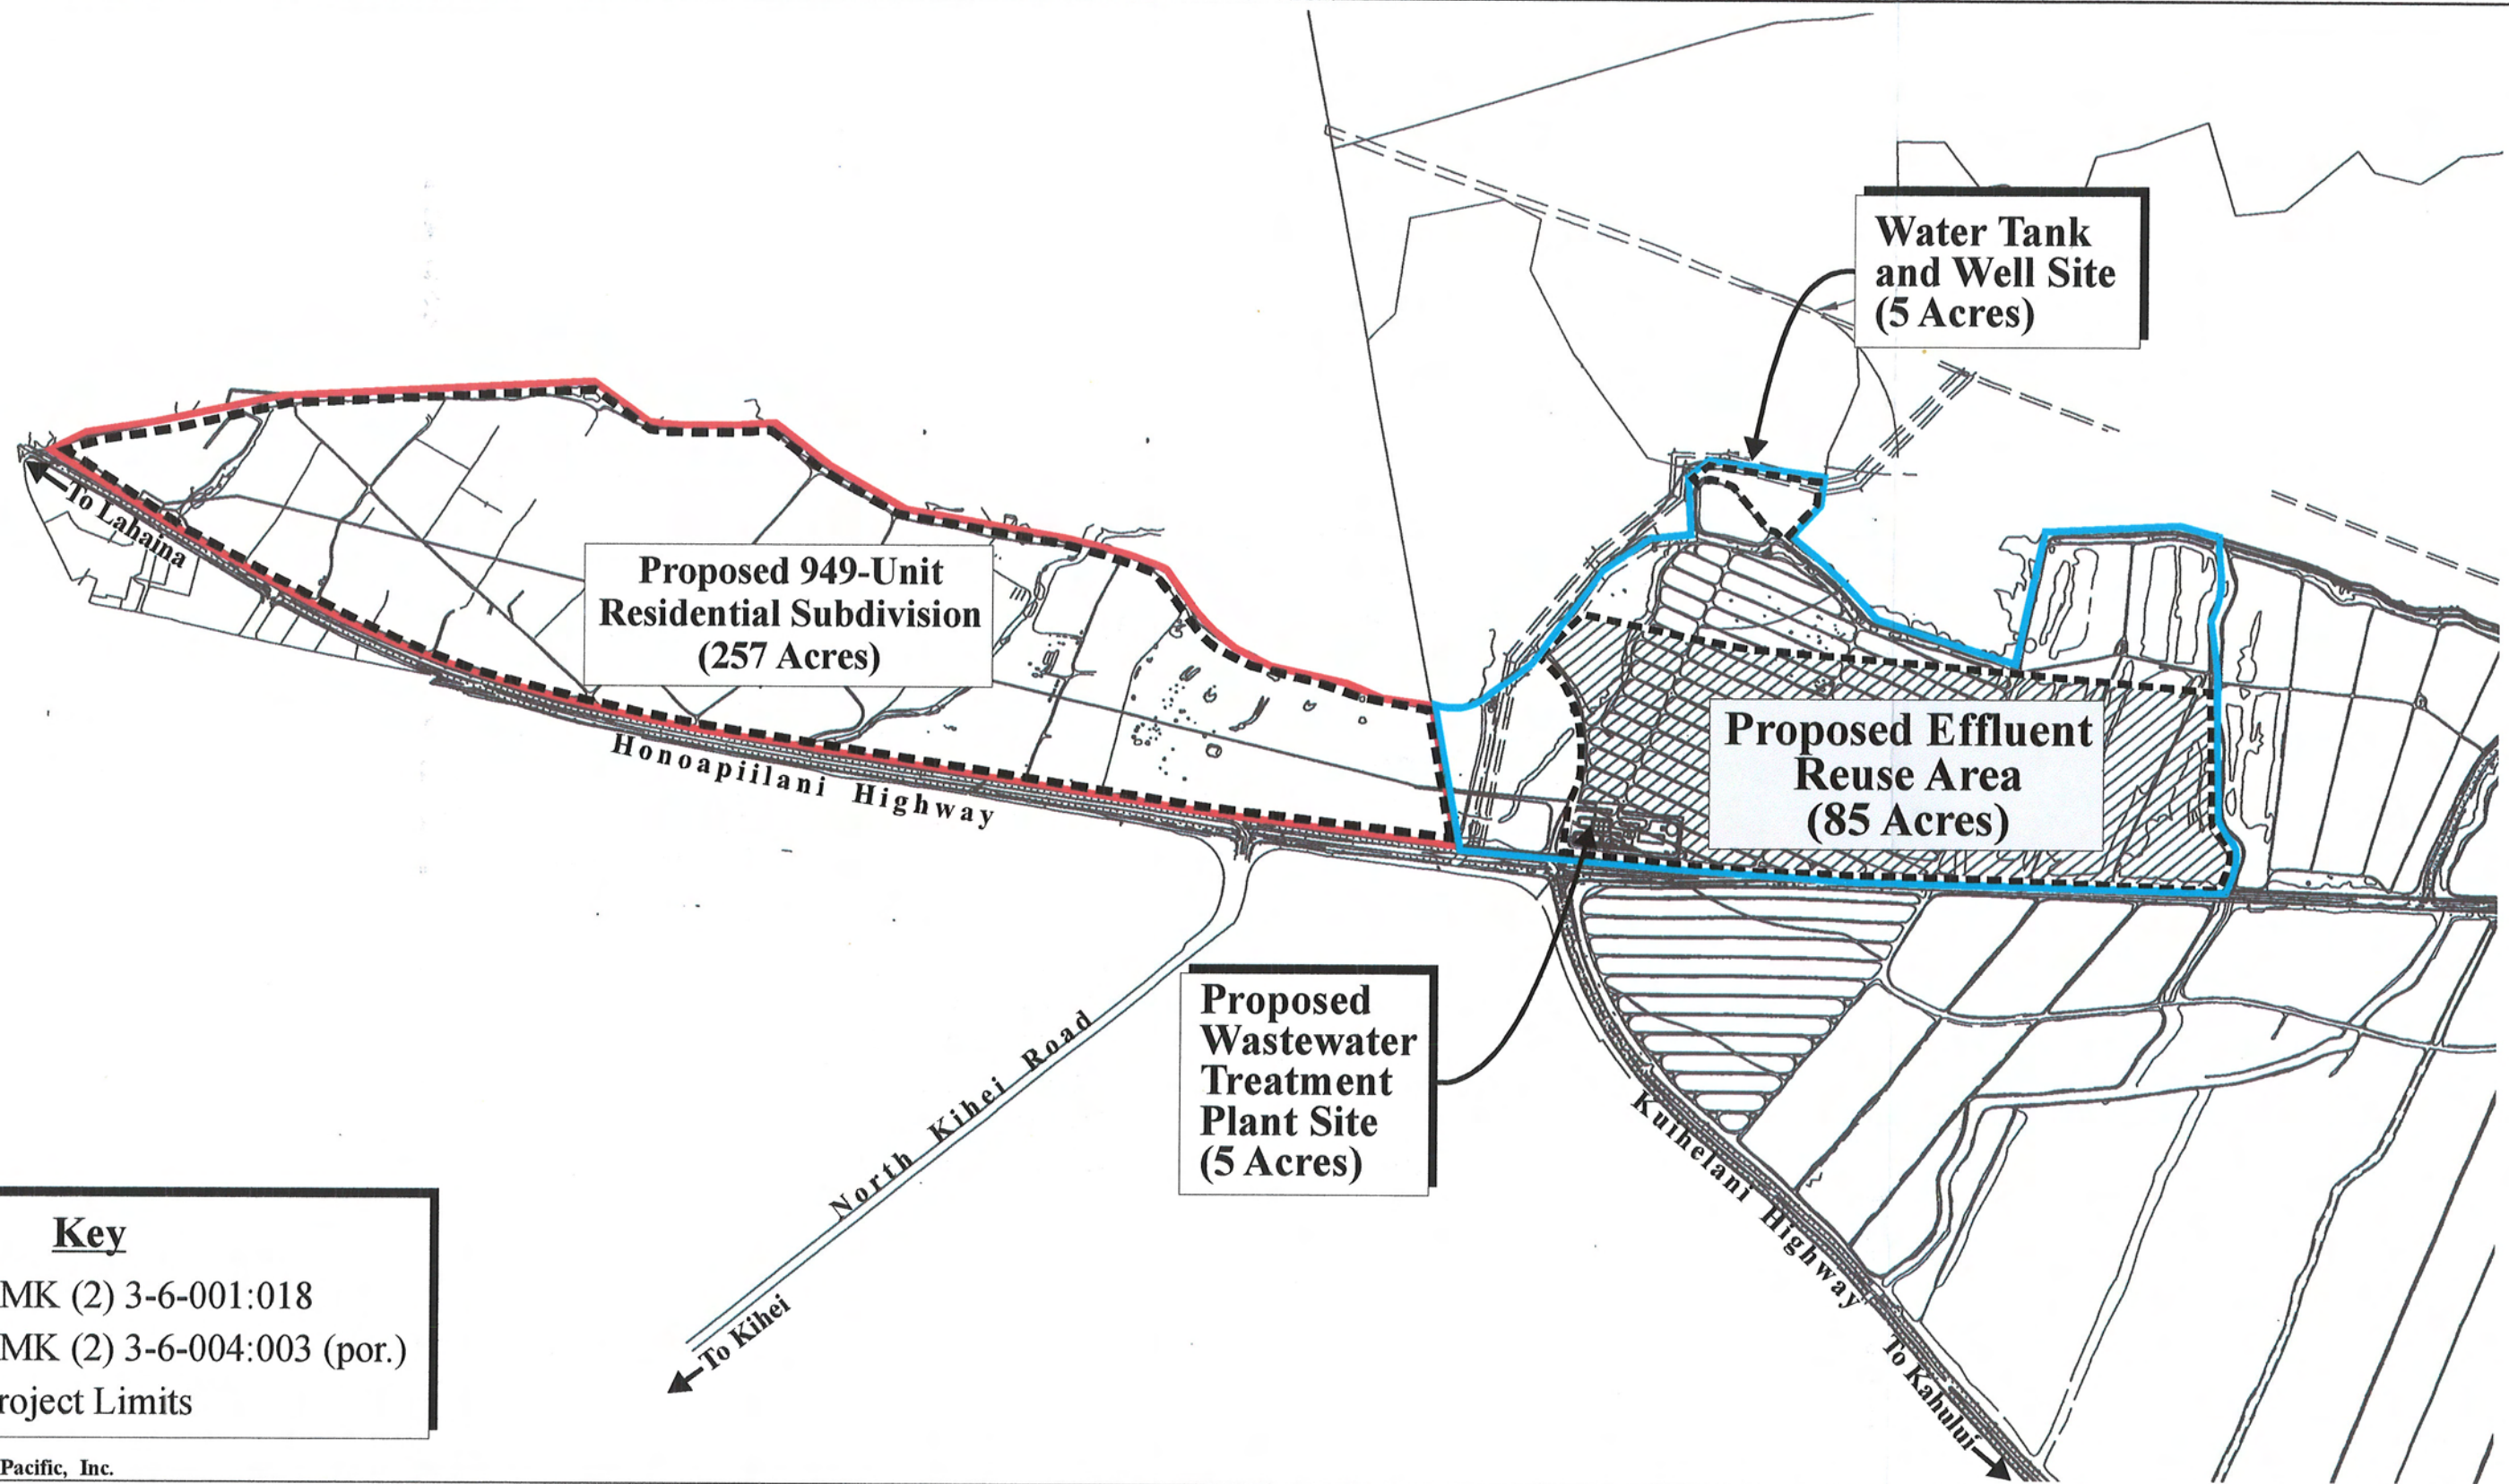 Water Tank
and Well Site
(5 Acres)
To Lahaina
Proposed 949-Unit
Residential Subdivision
(257 Acres)
Honoapiilani Highway
Proposed Effluent
Reuse Area
(85 Acres)
Proposed
Wastewater
Treatment
Plant Site
(5 Acres)
North Kihei Road
To Kihei
Kuihelani Highway
To Kahului
Key
MK (2) 3-6-001:018
MK (2) 3-6-004:003 (por.)
roject Limits
Pacific, Inc.